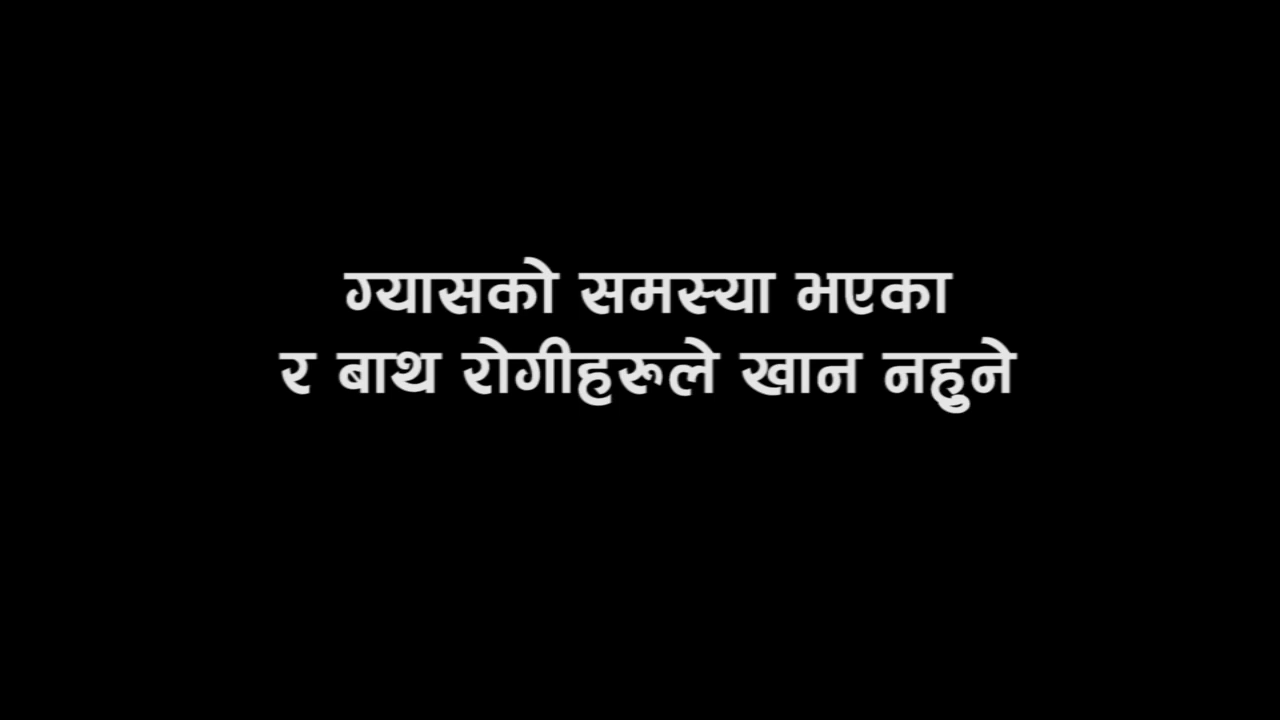 ग्यासको समस्या भएका
र बाथ रोगीहरूले खान नहुने